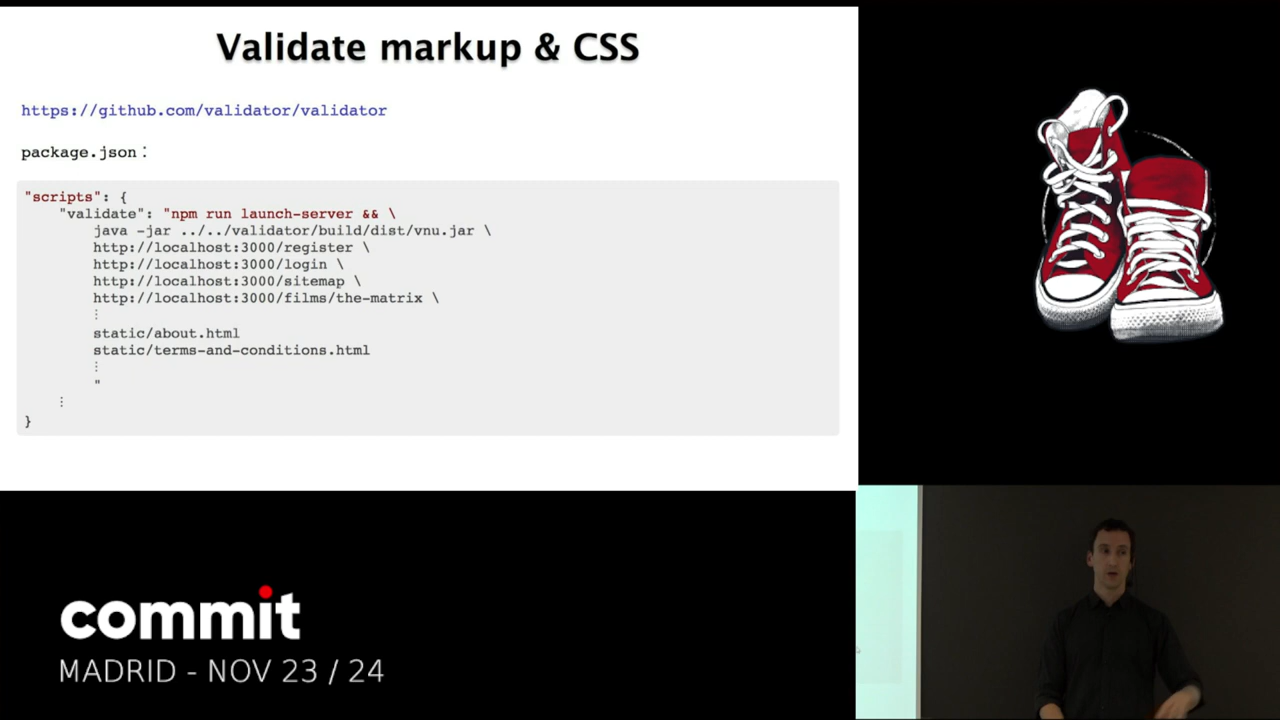 Validate markup & CSS
https://github.com/validator/validator
package.json:
"scripts": {
"validate": "npm run launch-server && \
java -jar ../../validator/build/dist/vnu.jar \
http://localhost:3000/register \
http://localhost:3000/login \
http://localhost:3000/sitemap \
http://localhost:3000/films/the-matrix \
⋮
static/about.html
static/terms-and-conditions.html
⋮
"
⋮
}
commit
MADRID - NOV 23 / 24